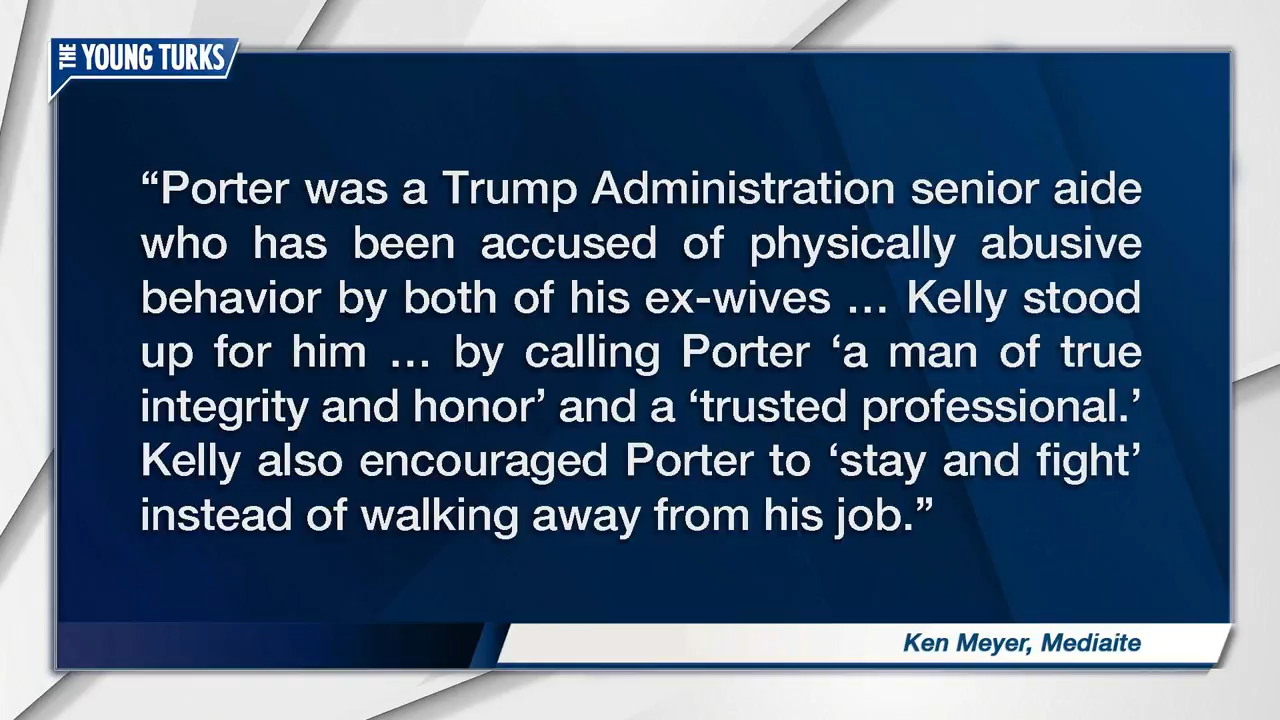 THE YOUNG TURKS
“Porter was a Trump Administration senior aide
who has been accused of physically abusive
behavior by both of his ex-wives … Kelly stood
up for him … by calling Porter ‘a man of true
integrity and honor’ and a ‘trusted professional.’
Kelly also encouraged Porter to ‘stay and fight’
instead of walking away from his job.”
Ken Meyer, Mediaite